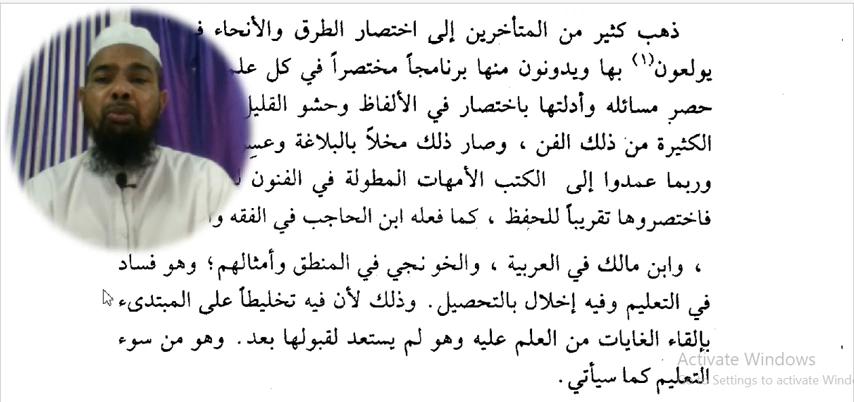 ذهب كثير من المتأخرين إلى اختصار الطرق والأنحاء
يولعون(١) بها ويدونون منها برنامجاً مختصراً في كل
حصر مسائله وأدلتها باختصار في الألفاظ وحشو القليل
الكثيرة من ذلك الفن ، وصار ذلك مخلاً بالبلاغة
وربما عمدوا إلى الكتب الأمهات المطولة في الفنون
فاختصروها تقريباً للحفظ ، كما فعله ابن الحاجب في الفقه
، وابن مالك في العربية ، والخونجي في المنطق وأمثالهم؛ وهو فساد
في التعليم وفيه إخلال بالتحصيل. وذلك لأن فيه تخليطاً على المبتدىء
بإلقاء الغايات من العلم عليه وهو لم يستعد لقبولها بعد. وهو من سوء
التعليم كما سيأتي.
Activate Windows
to Settings to activate